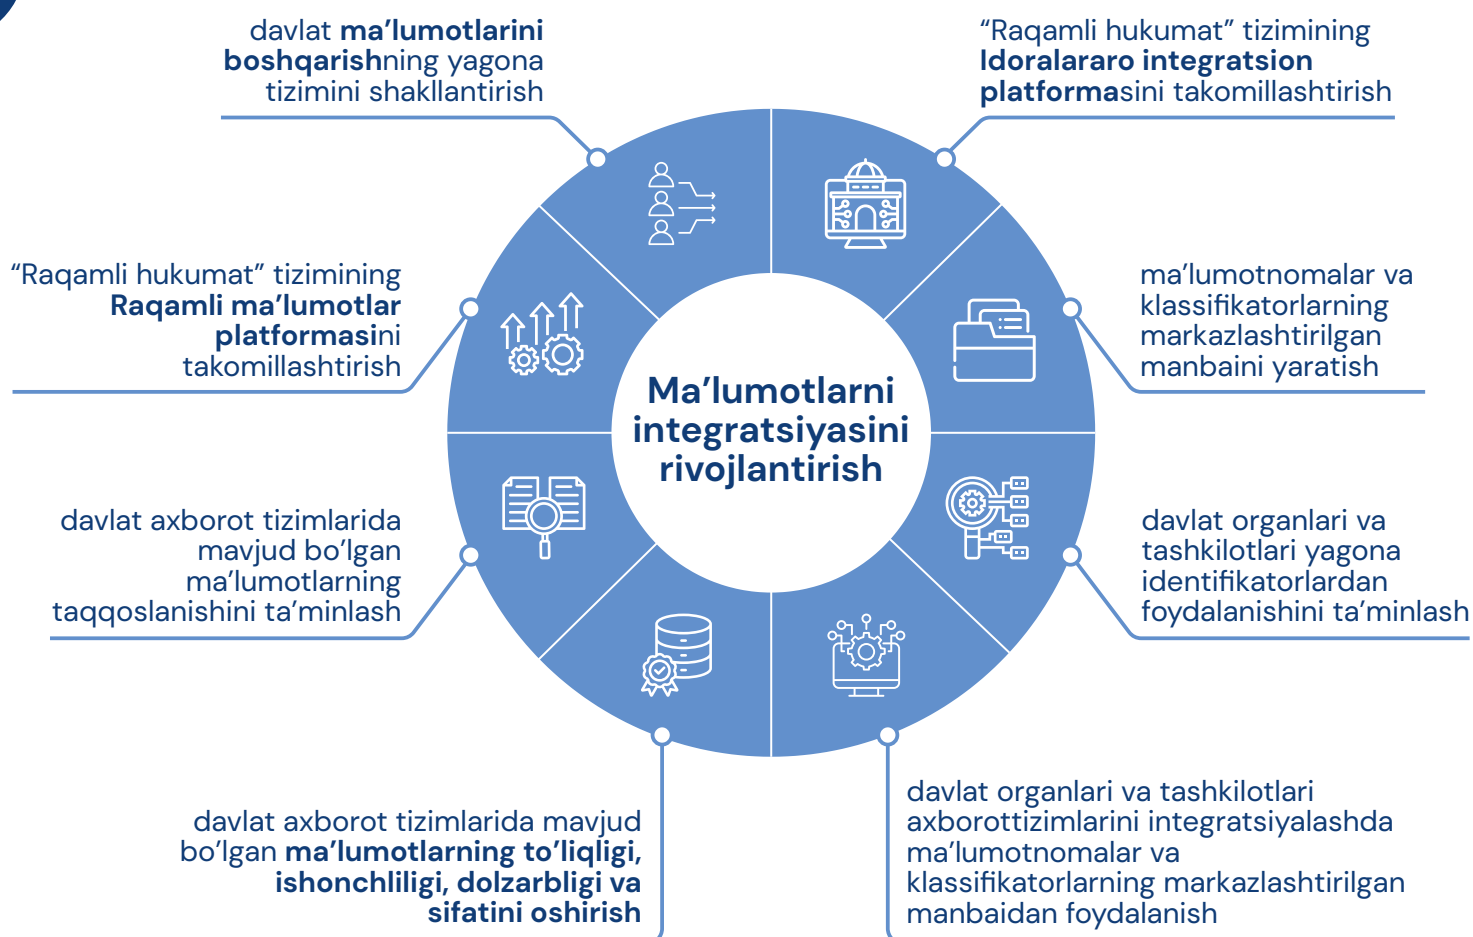 davlat ma’lumotlarini
boshqarishning yagona
tizimini shakllantirish
“Raqamli hukumat” tizimining
Idoralararo integratsion
platformasini takomillashtirish
“Raqamli hukumat” tizimining
Raqamli ma’lumotlar
platformasini
takomillashtirish
ma’lumotnomalar va
klassifikatorlarning
markazlashtirilgan
manbaini yaratish
Ma’lumotlarni
integratsiyasini
rivojlantirish
davlat axborot tizimlarida
mavjud bo‘lgan
ma’lumotlarning
taqqoslanishini ta’minlash
davlat organlari va
tashkilotlari yagona
identifikatorlardan
foydalanishini ta’minlash
davlat axborot tizimlarida mavjud
bo‘lgan ma’lumotlarning to‘liqligi,
ishonchliligi, dolzarbligi va
sifatini oshirish
davlat organlari va tashkilotlari
axborottizimlarini integratsiyalashda
ma’lumotnomalar va
klassifikatorlarning markazlashtirilgan
manbaidan foydalanish